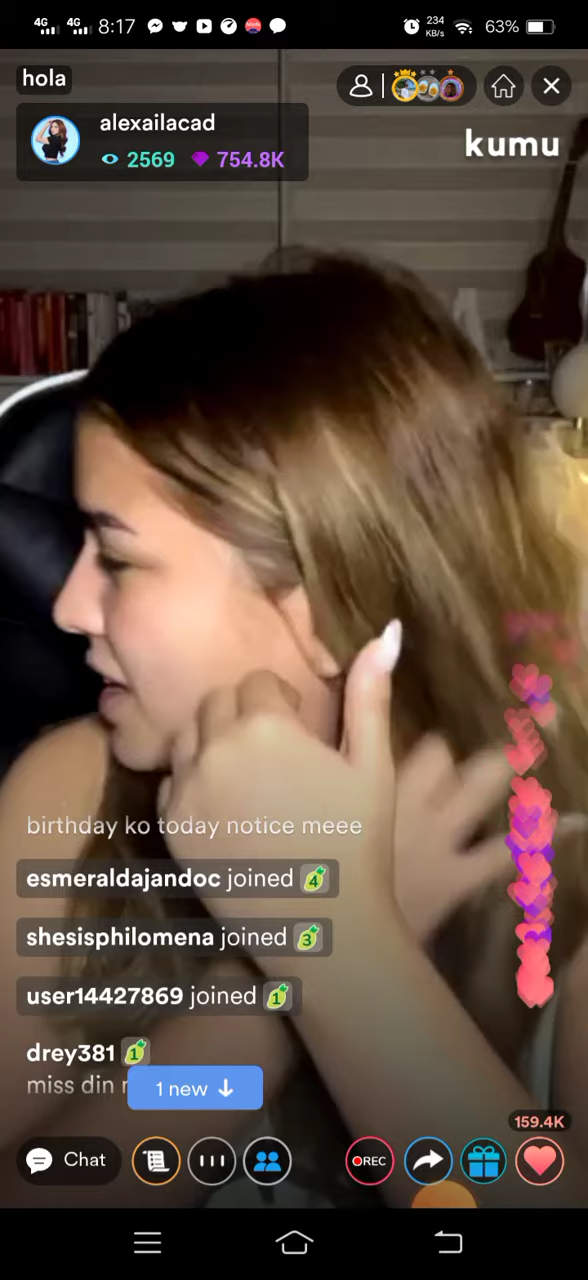 4G 4G 8:17 234 KB/s 63%
hola
alexailacad
2569 754.8K
kumu
birthday ko today notice meee
esmeraldajandoc joined 4
shesisphilomena joined 3
user14427869 joined 1
drey381 1
miss din
1 new
159.4K
Chat
REC